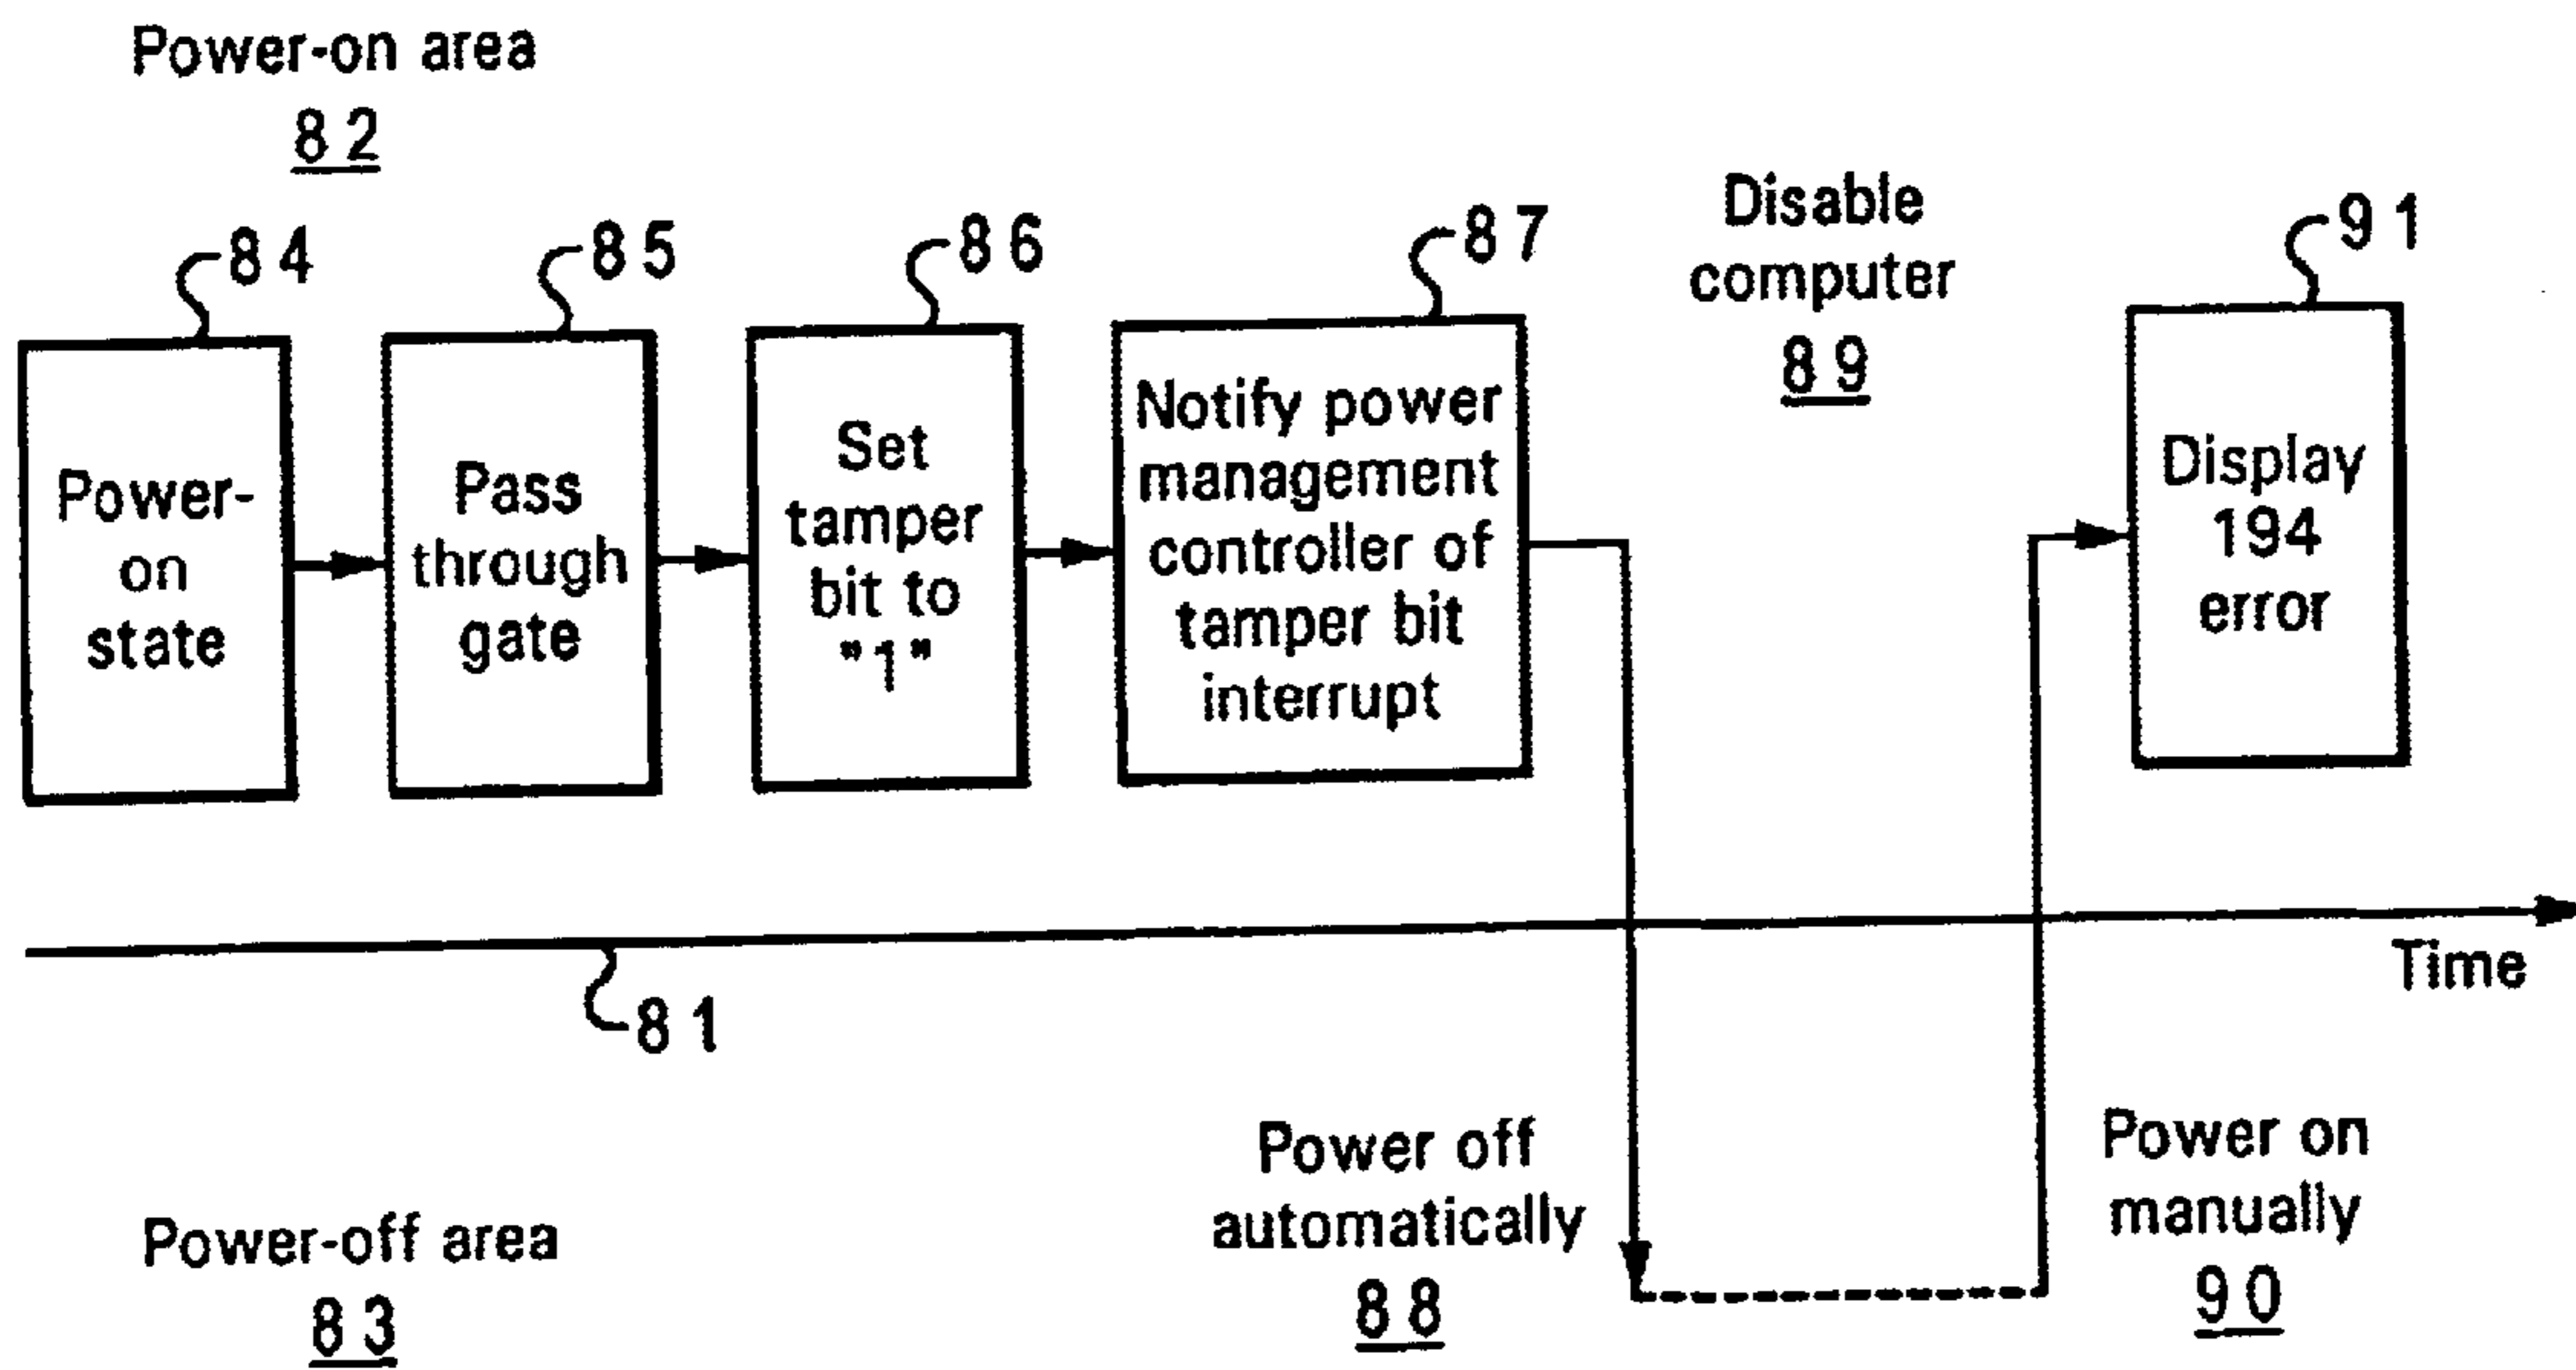 Power-on area
82
84
85
86
87
Disable
computer
89
91
Power-
on
state
Pass
through
gate
Set
tamper
bit to
"1"
Notify power
management
controller of
tamper bit
interrupt
Display
194
error
Time
81
Power-off area
83
Power off
automatically
88
Power on
manually
90